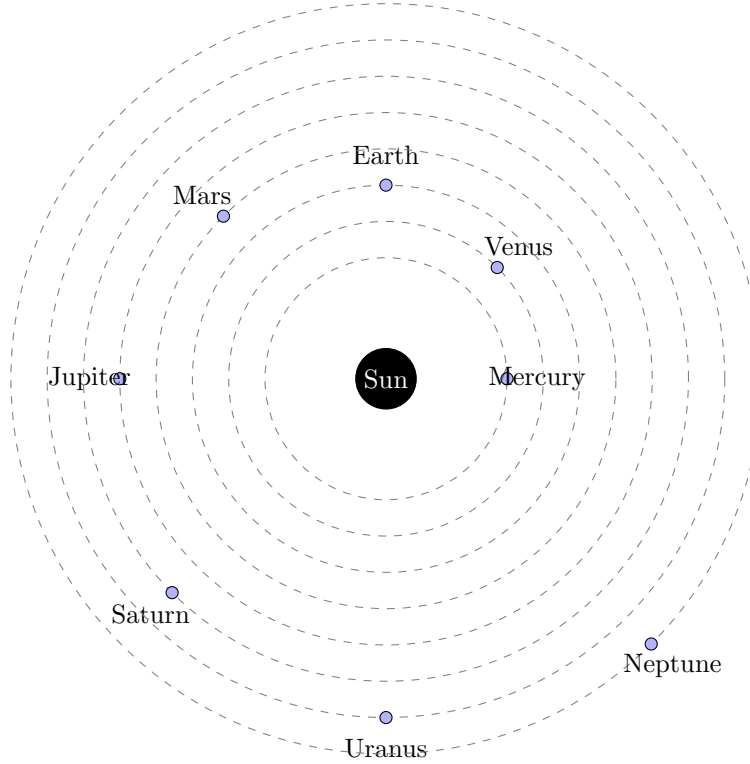 Earth
Mars
Venus
Jupiter
Sun
Mercury
Saturn
Neptune
Uranus